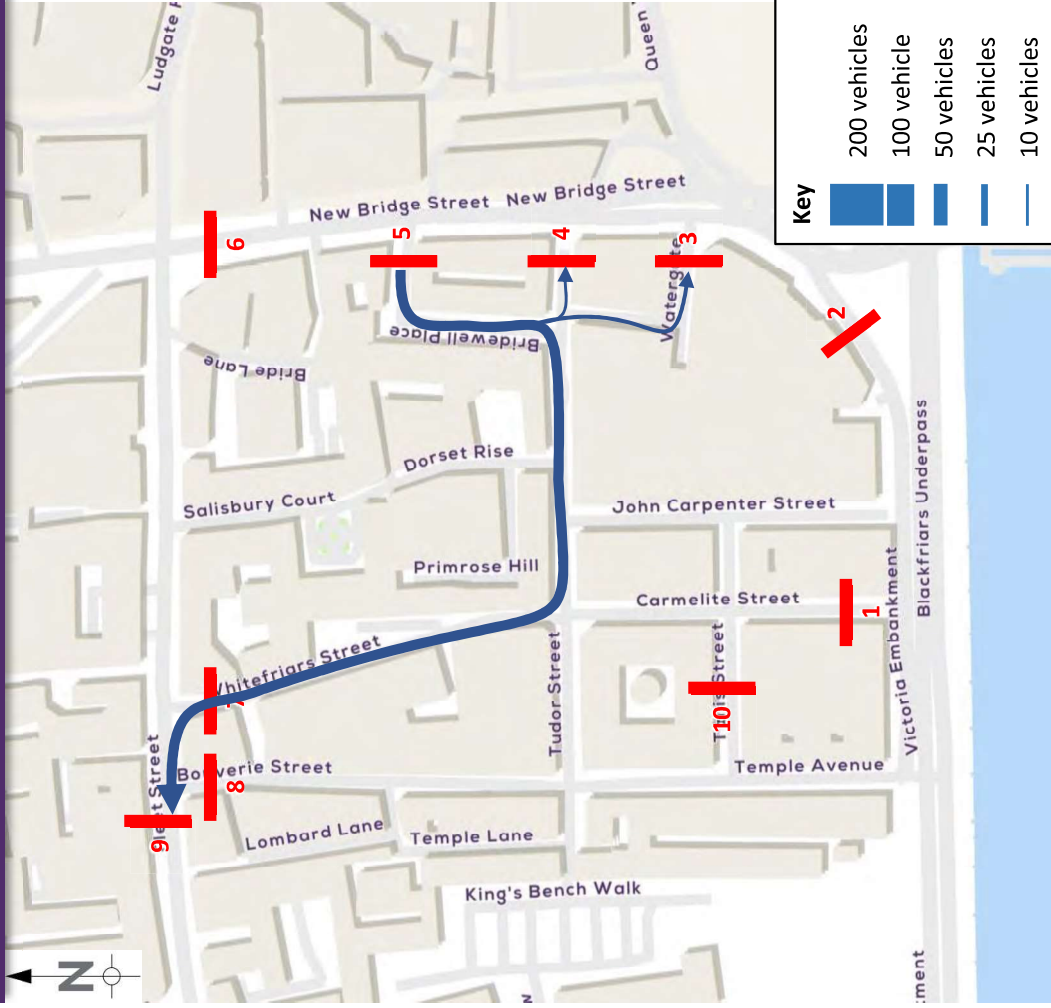 Ludgate
Queen
New Bridge Street
New Bridge Street
6
5
4
3
2
Watergate
Bridewell Place
Bride Lane
Salisbury Court
Dorset Rise
Primrose Hill
Whitefriars Street
7
8
9
Fleet Street
Bouverie Street
Lombard Lane
Temple Lane
King's Bench Walk
Tudor Street
John Carpenter Street
Carmelite Street
1
10
Temple Avenue
Victoria Embankment
Blackfriars Underpass
N
Key
200 vehicles
100 vehicle
50 vehicles
25 vehicles
10 vehicles